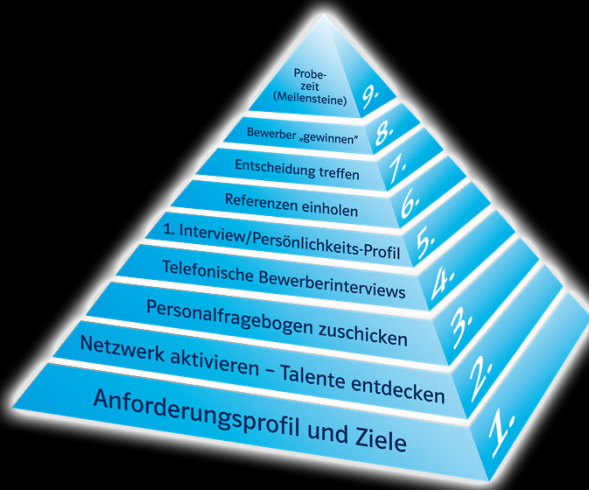 Probe-
zeit
(Meilensteine)
9.
Bewerber „gewinnen"
8.
Entscheidung treffen
7.
Referenzen einholen
6.
1. Interview/Persönlichkeits-Profil
5.
Telefonische Bewerberinterviews
4.
Personalfragebogen zuschicken
3.
Netzwerk aktivieren – Talente entdecken
2.
Anforderungsprofil und Ziele
1.